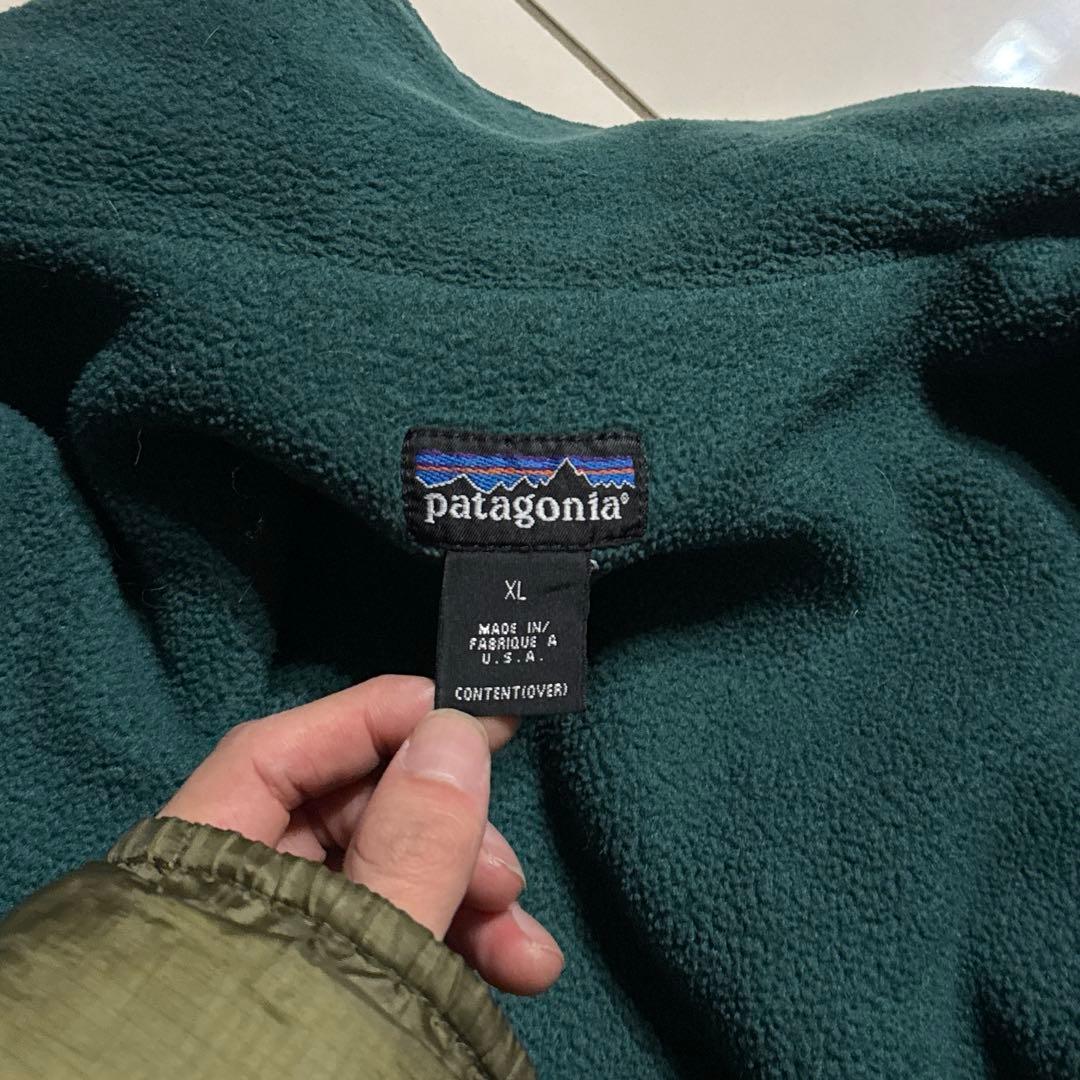 patagonia®
XL
MADE IN/
FABRIQUE A
U.S.A.
CONTENT(OVER)